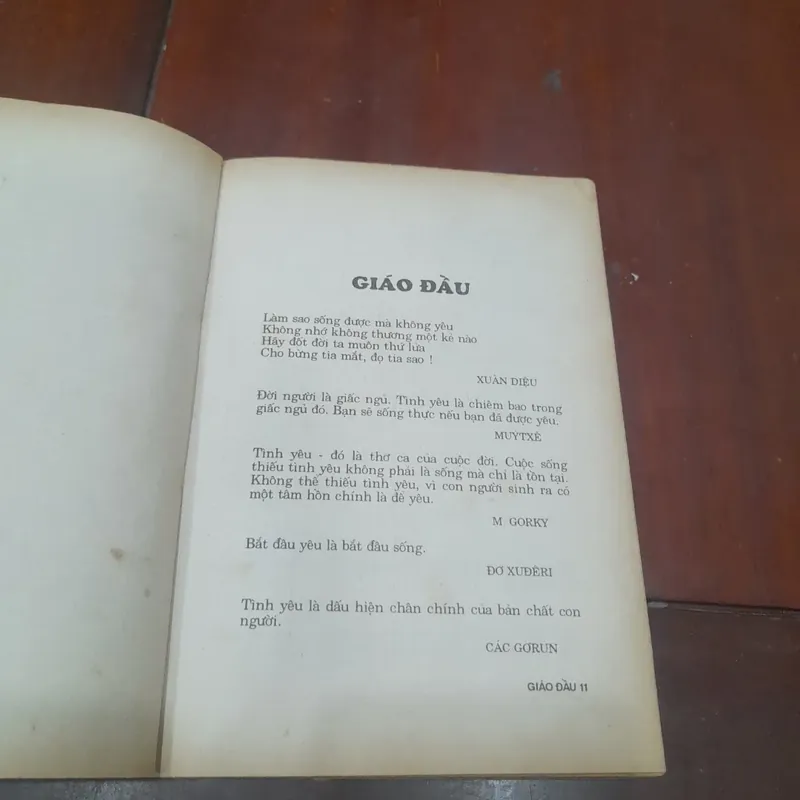 GIÁO ĐẦU
Làm sao sống được mà không yêu
Không nhớ không thương một kẻ nào
Hãy đốt đời ta muôn thứ lửa
Cho bừng tia mắt, đọ tia sao !
XUÂN DIỆU
Đời người là giấc ngủ. Tình yêu là chiêm bao trong
giấc ngủ đó. Bạn sẽ sống thực nếu bạn đã được yêu.
MUYTXÊ
Tình yêu - đó là thơ ca của cuộc đời. Cuộc sống
thiếu tình yêu không phải là sống mà chỉ là tồn tại.
Không thể thiếu tình yêu, vì con người sinh ra có
một tâm hồn chính là để yêu.
M GORKY
Bắt đầu yêu là bắt đầu sống.
ĐƠ XUĐÊRI
Tình yêu là dấu hiện chân chính của bản chất con
người.
CÁC GƠRUN
GIÁO ĐẦU 11